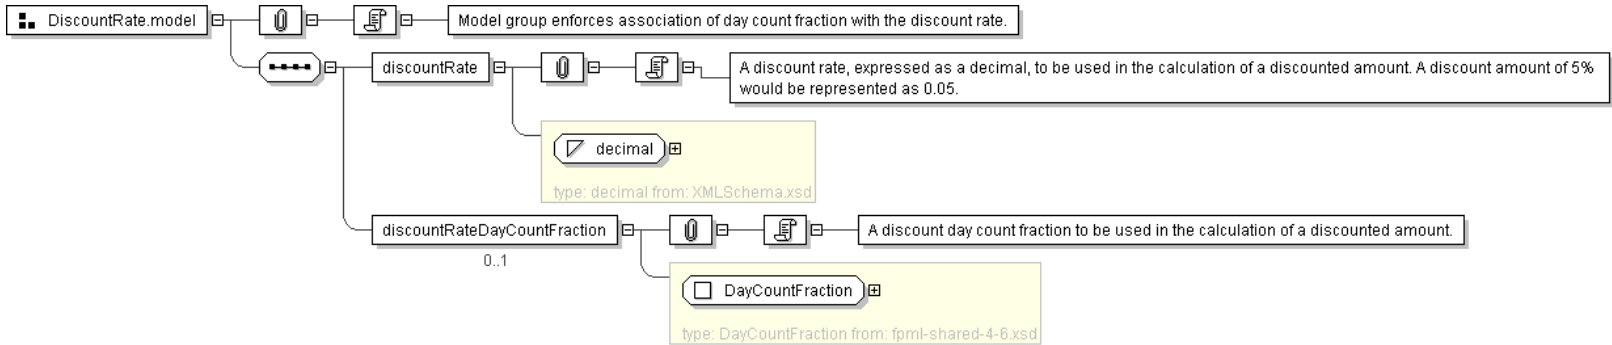 DiscountRate.model
Model group enforces association of day count fraction with the discount rate.
discountRate
A discount rate, expressed as a decimal, to be used in the calculation of a discounted amount. A discount amount of 5%
would be represented as 0.05.
decimal
type: decimal from: XMLSchema.xsd
discountRateDayCountFraction
A discount day count fraction to be used in the calculation of a discounted amount.
0..1
DayCountFraction
type: DayCountFraction from: fpml-shared-4-6.xsd